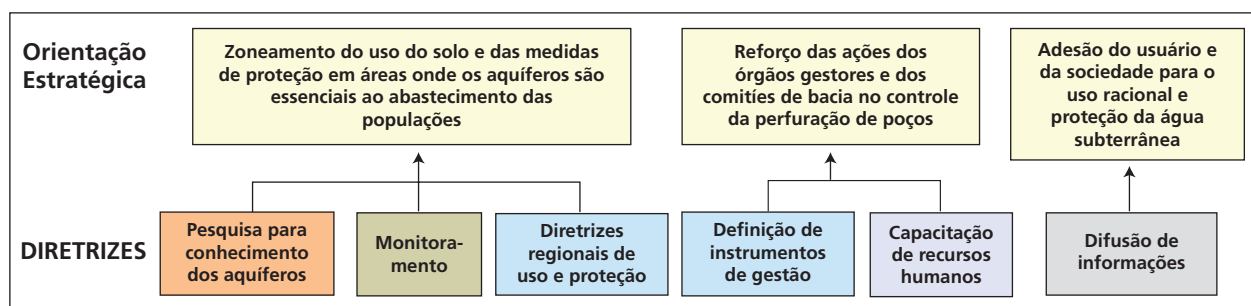 Orientação
Estratégica
Zoneamento do uso do solo e das medidas
de proteção em áreas onde os aquíferos são
essenciais ao abastecimento das
populações
Reforço das ações dos
órgãos gestores e dos
comitíes de bacia no controle
da perfuração de poços
Adesão do usuário e
da sociedade para o
uso racional e
proteção da água
subterrânea
DIRETRIZES
Pesquisa para
conhecimento
dos aquíferos
Monitora-
mento
Diretrizes
regionais de
uso e proteção
Definição de
instrumentos
de gestão
Capacitação
de recursos
humanos
Difusão de
informações